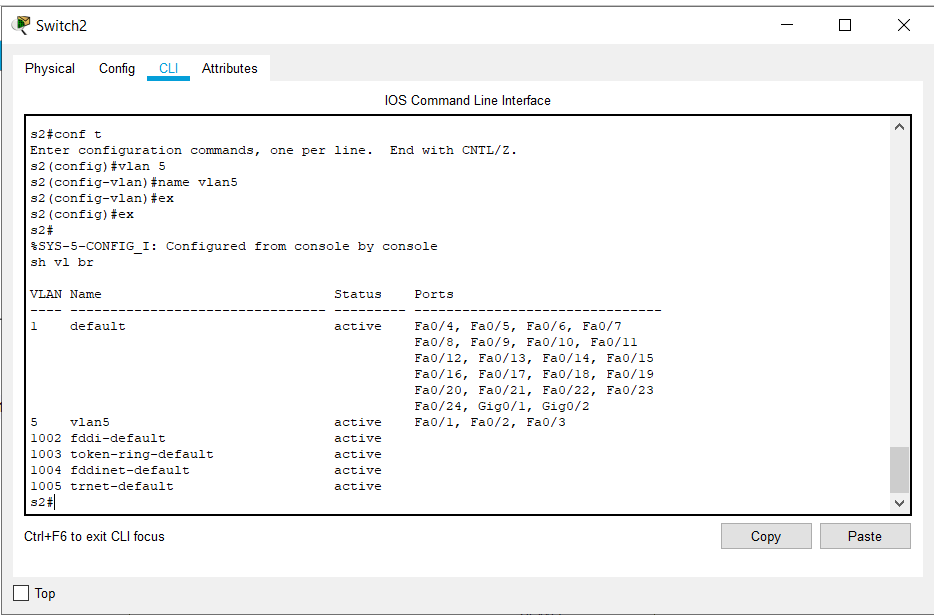 Switch2
Physical Config CLI Attributes
IOS Command Line Interface
s2#conf t
Enter configuration commands, one per line.  End with CNTL/Z.
s2(config)#vlan 5
s2(config-vlan)#name vlan5
s2(config-vlan)#ex
s2(config)#ex
s2#
%SYS-5-CONFIG_I: Configured from console by console
sh vl br
VLAN Name                             Status    Ports
---- -------------------------------- --------- -------------------------------
1    default                          active    Fa0/4, Fa0/5, Fa0/6, Fa0/7
                                                Fa0/8, Fa0/9, Fa0/10, Fa0/11
                                                Fa0/12, Fa0/13, Fa0/14, Fa0/15
                                                Fa0/16, Fa0/17, Fa0/18, Fa0/19
                                                Fa0/20, Fa0/21, Fa0/22, Fa0/23
                                                Fa0/24, Gig0/1, Gig0/2
5    vlan5                            active    Fa0/1, Fa0/2, Fa0/3
1002 fddi-default                     active
1003 token-ring-default               active
1004 fddinet-default                  active
1005 trnet-default                    active
s2#
Ctrl+F6 to exit CLI focus
Copy Paste
Top